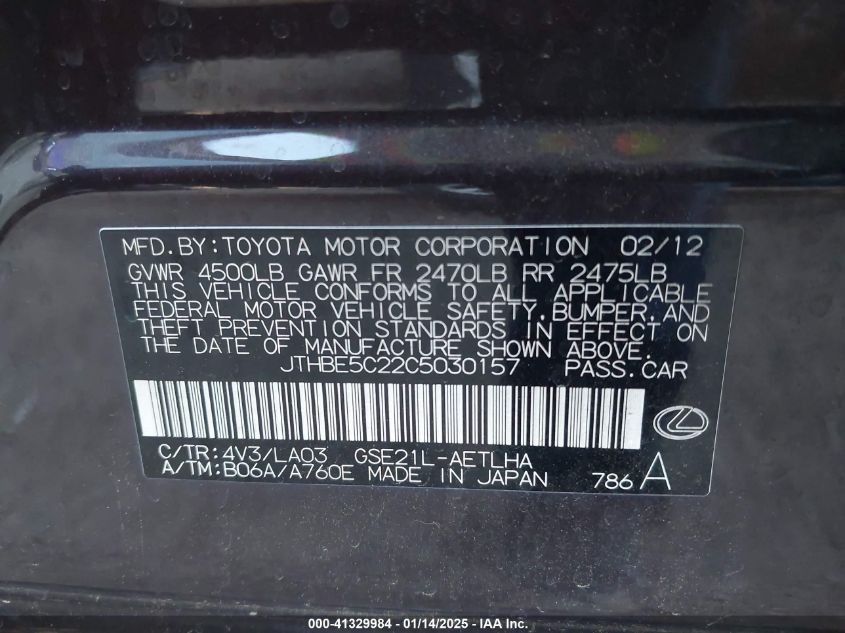 MFD. BY: TOYOTA MOTOR CORPORATION 02/12
GVWR 4500LB GAWR FR 2470LB RR 2475LB
THIS VEHICLE CONFORMS TO ALL APPLICABLE
FEDERAL MOTOR VEHICLE SAFETY, BUMPER, AND
THEFT PREVENTION STANDARDS IN EFFECT ON
THE DATE OF MANUFACTURE SHOWN ABOVE.
JTHBE5C22C5030157 PASS. CAR
C/TR: 4V3/LA03 GSE21L-AETLHA
A/TM: B06A/A760E MADE IN JAPAN 786 A
000-41329984 - 01/14/2025 - IAA Inc.